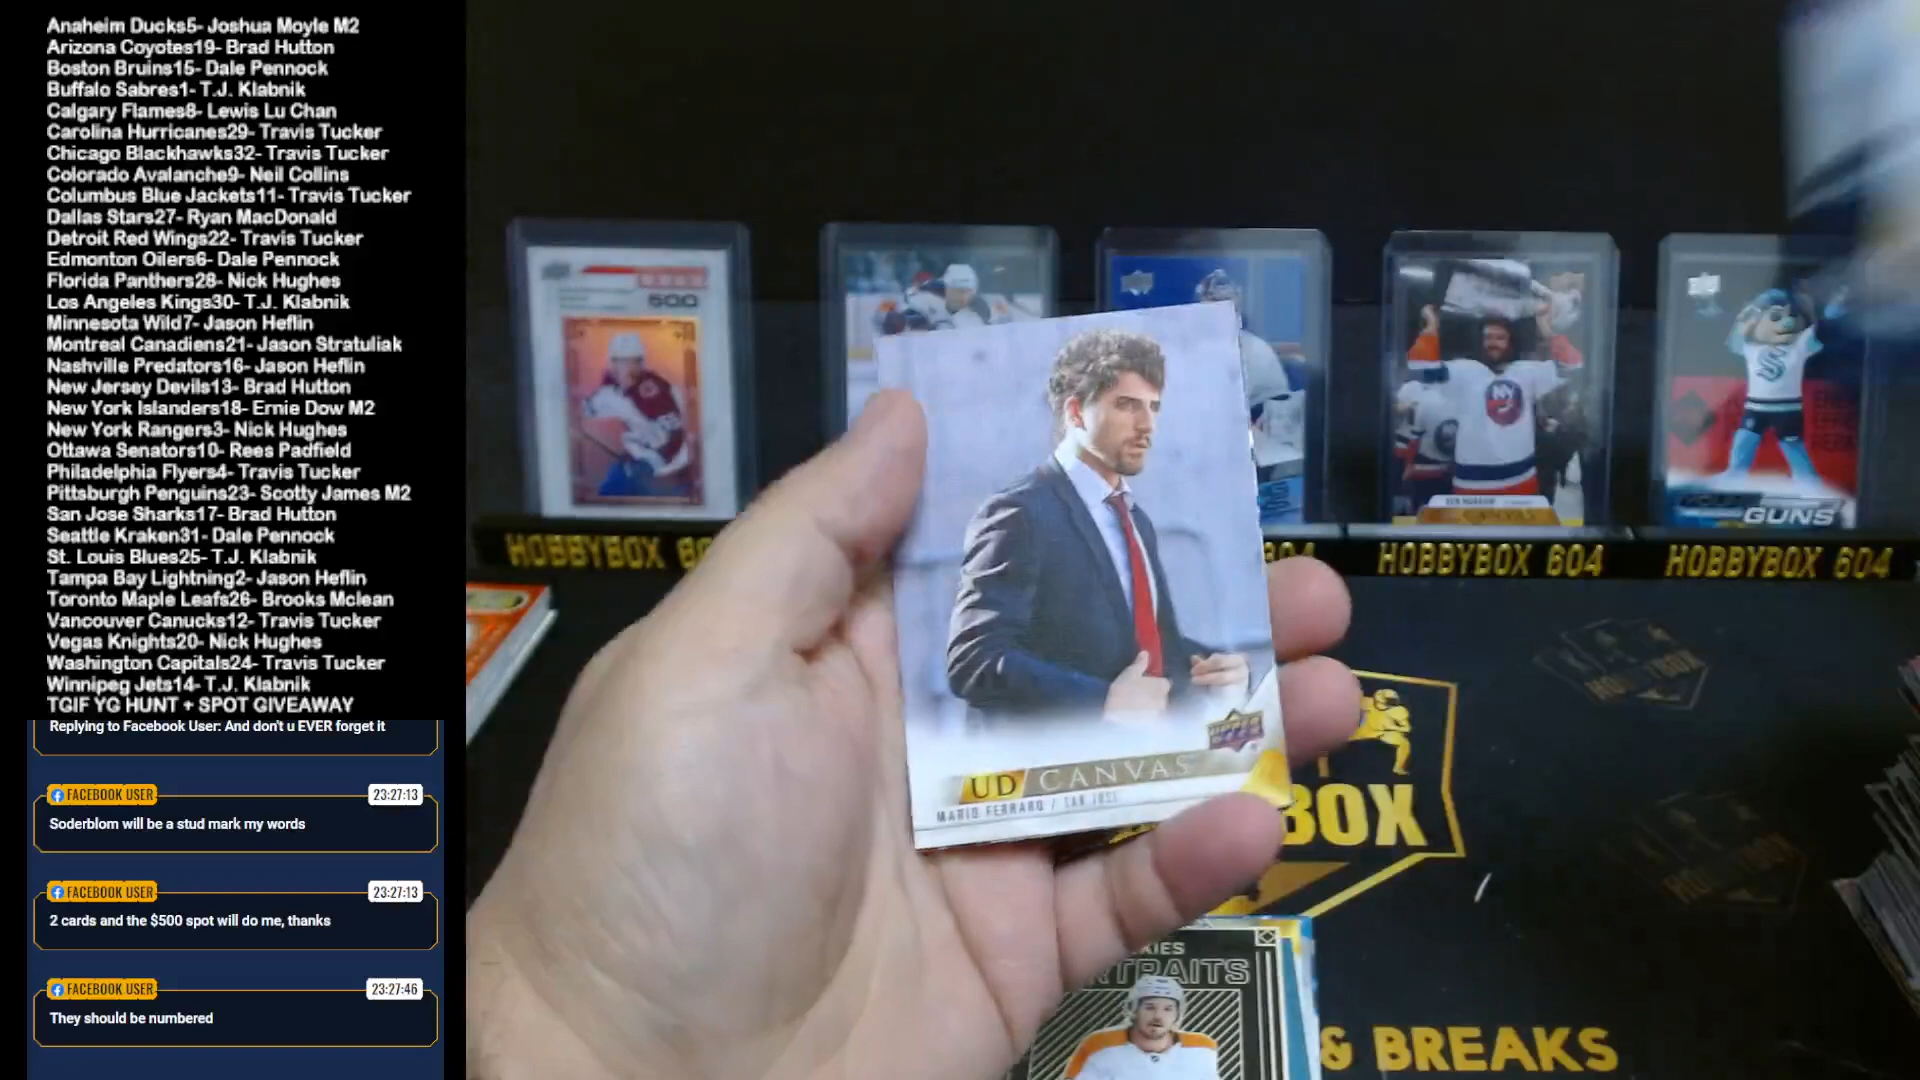 Anaheim Ducks5- Joshua Moyle M2
Arizona Coyotes19- Brad Hutton
Boston Bruins15- Dale Pennock
Buffalo Sabres1- T.J. Klabnik
Calgary Flames8- Lewis Lu Chan
Carolina Hurricanes29- Travis Tucker
Chicago Blackhawks32- Travis Tucker
Colorado Avalanche9- Neil Collins
Columbus Blue Jackets11- Travis Tucker
Dallas Stars27- Ryan MacDonald
Detroit Red Wings22- Travis Tucker
Edmonton Oilers6- Dale Pennock
Florida Panthers28- Nick Hughes
Los Angeles Kings30- T.J. Klabnik
Minnesota Wild7- Jason Heflin
Montreal Canadiens21- Jason Stratuliak
Nashville Predators16- Jason Heflin
New Jersey Devils13- Brad Hutton
New York Islanders18- Ernie Dow M2
New York Rangers3- Nick Hughes
Ottawa Senators10- Rees Padfield
Philadelphia Flyers4- Travis Tucker
Pittsburgh Penguins23- Scotty James M2
San Jose Sharks17- Brad Hutton
Seattle Kraken31- Dale Pennock
St. Louis Blues25- T.J. Klabnik
Tampa Bay Lightning2- Jason Heflin
Toronto Maple Leafs26- Brooks Mclean
Vancouver Canucks12- Travis Tucker
Vegas Knights20- Nick Hughes
Washington Capitals24- Travis Tucker
Winnipeg Jets14- T.J. Klabnik
TGIF YG HUNT + SPOT GIVEAWAY
Replying to Facebook User: And don't u EVER forget it
FACEBOOK USER 23:27:13
Soderblom will be a stud mark my words
FACEBOOK USER 23:27:13
2 cards and the $500 spot will do me, thanks
FACEBOOK USER 23:27:46
They should be numbered
600
GUNS
HOBBYBOX
HOBBYBOX 604
HOBBYBOX 604
UPPER DECK
UD CANVAS
MARIO FERRARO / SAN JOSE
BOX
& BREAKS